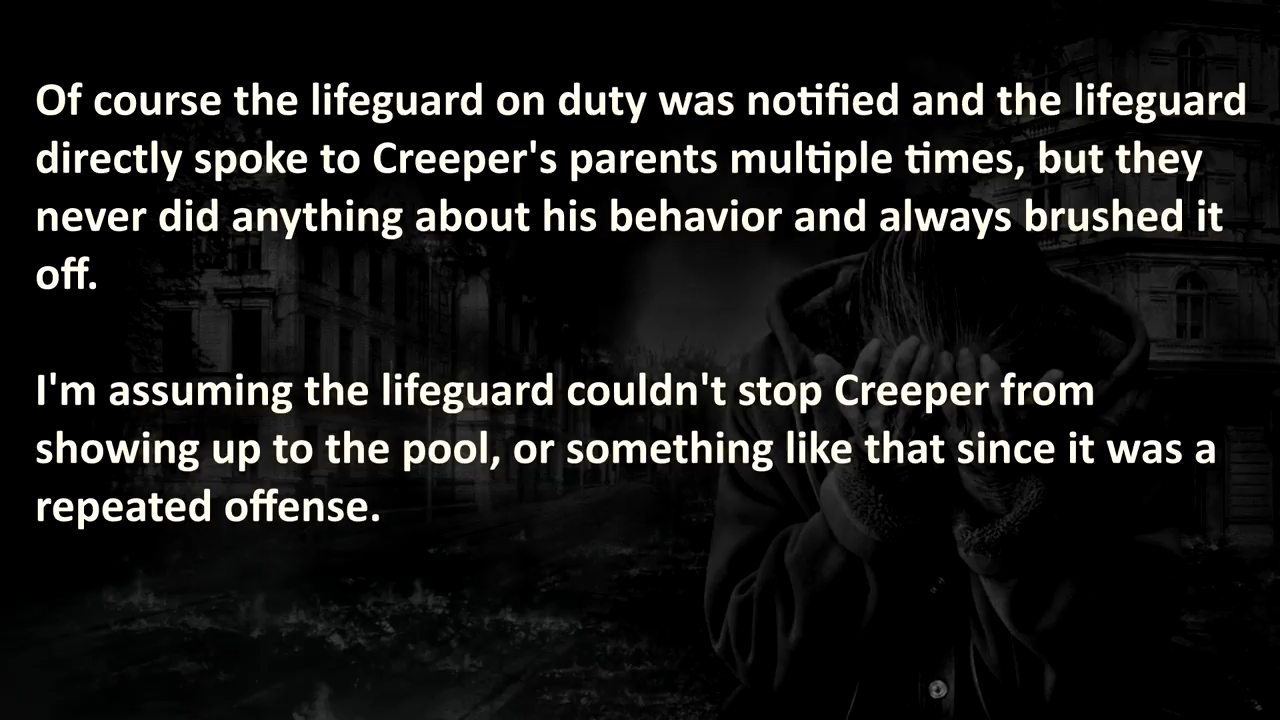 Of course the lifeguard on duty was notified and the lifeguard
directly spoke to Creeper's parents multiple times, but they
never did anything about his behavior and always brushed it
off.
I'm assuming the lifeguard couldn't stop Creeper from
showing up to the pool, or something like that since it was a
repeated offense.